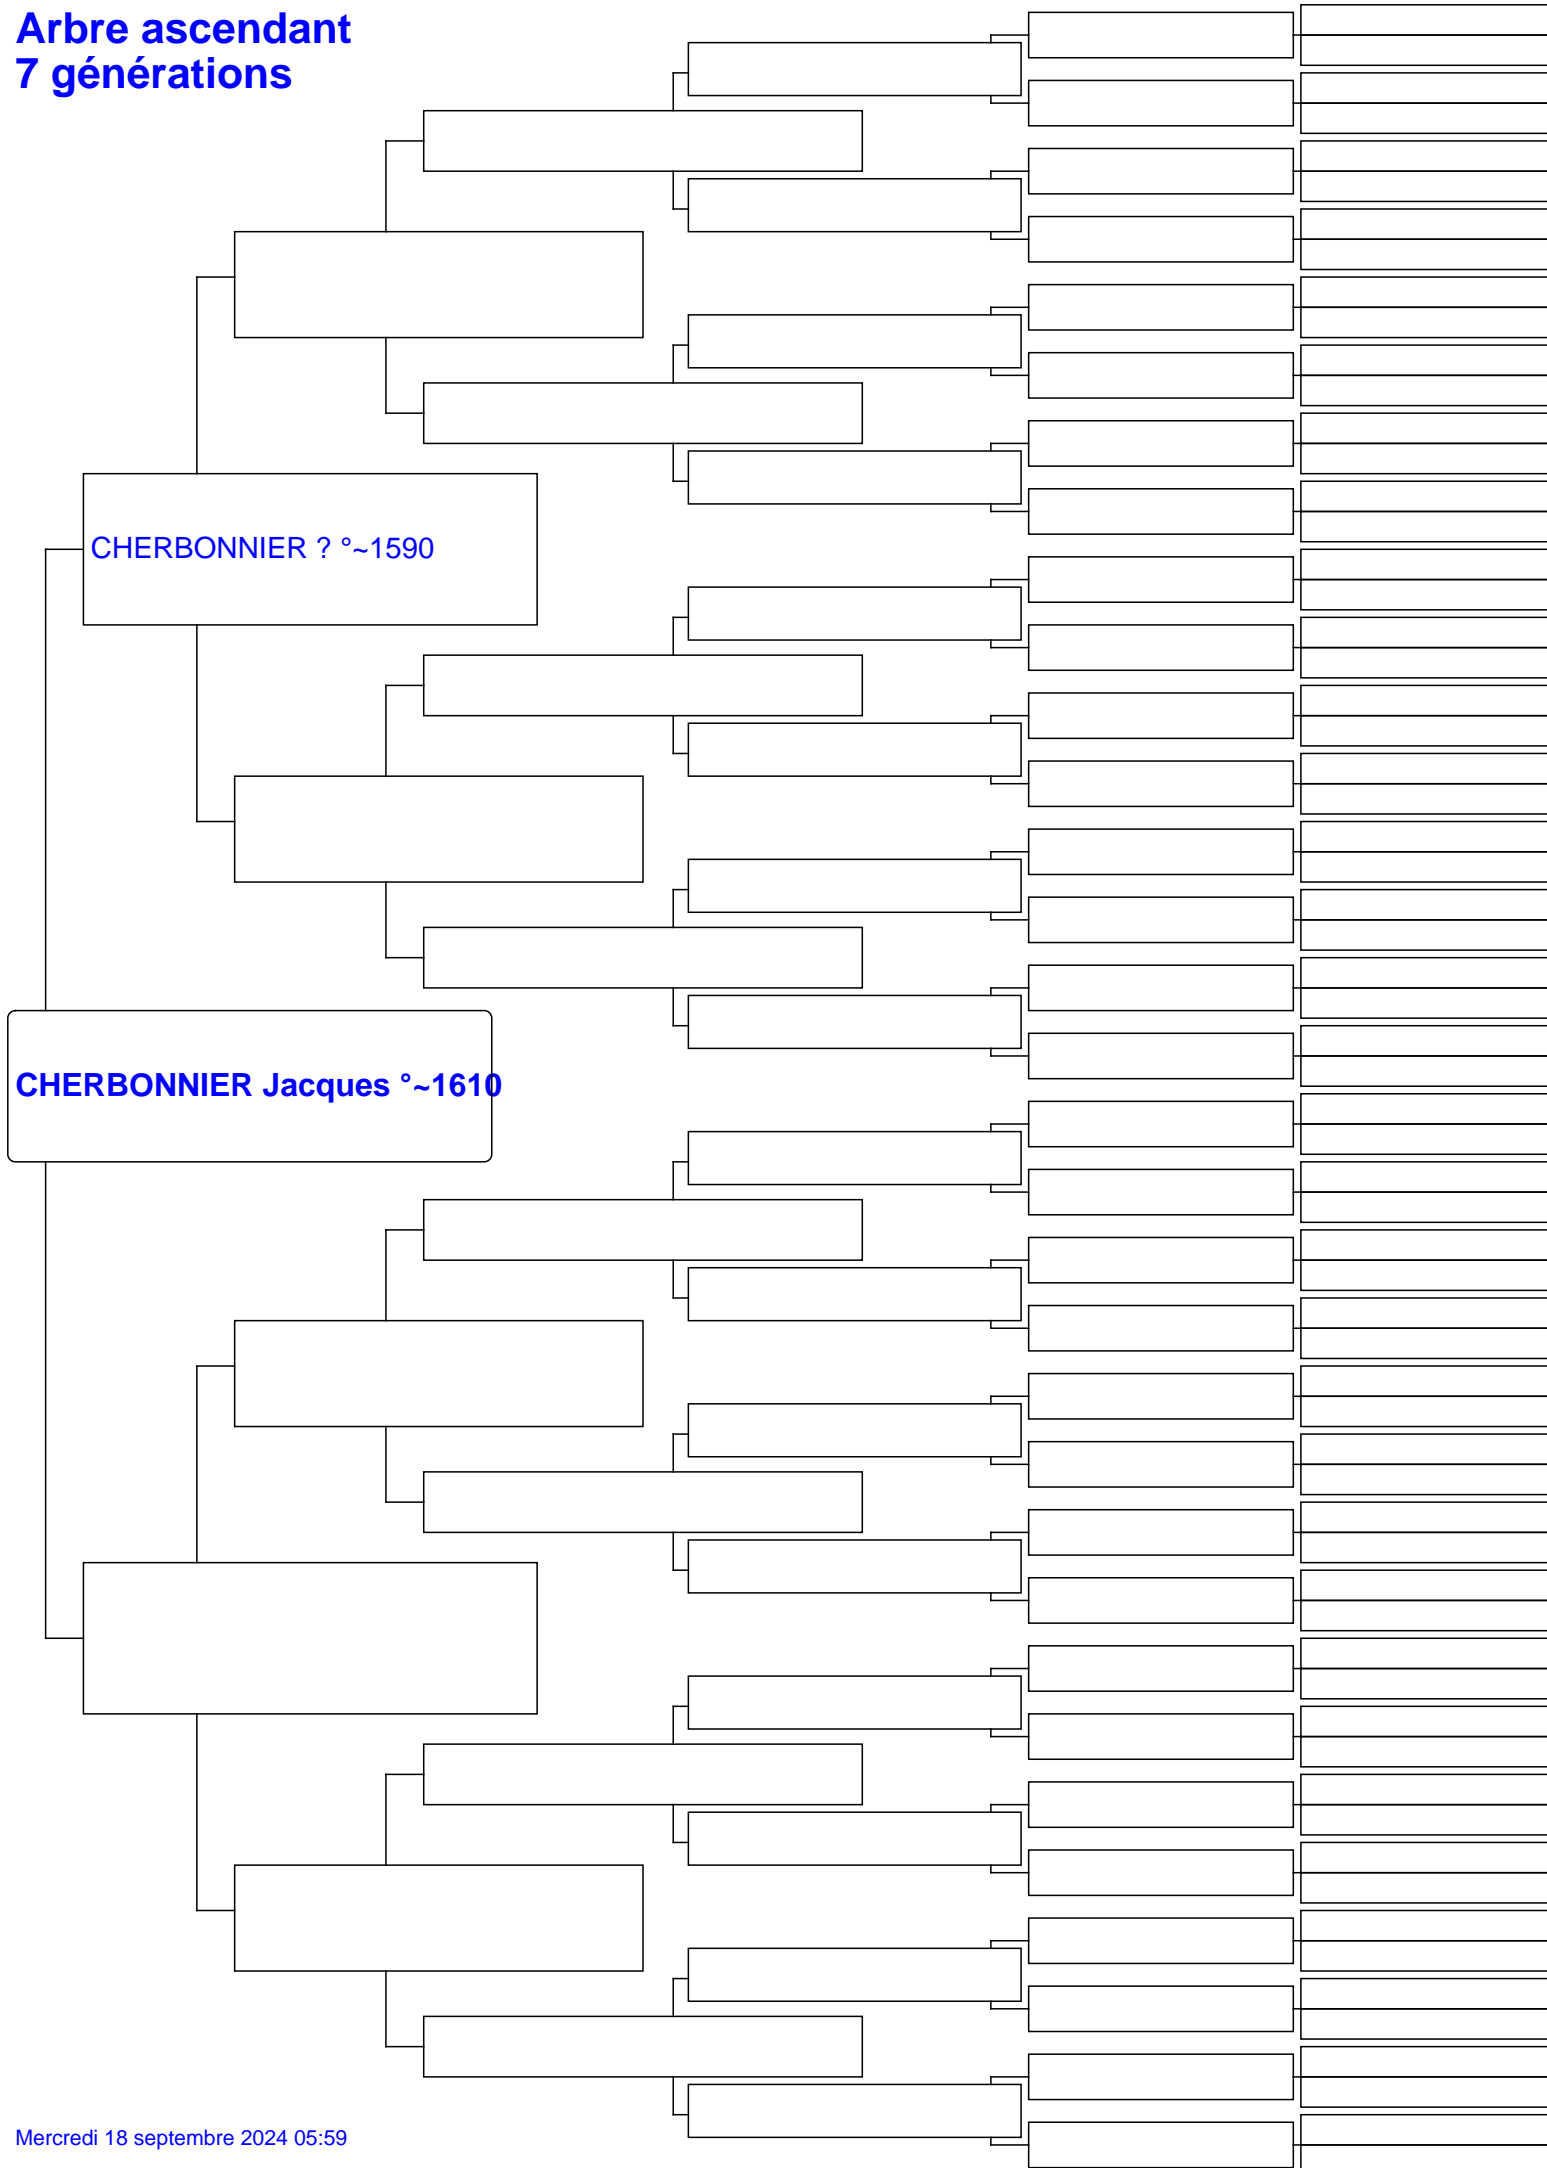 Arbre ascendant
7 générations
CHERBONNIER ? °~1590
CHERBONNIER Jacques °~1610
Mercredi 18 septembre 2024 05:59